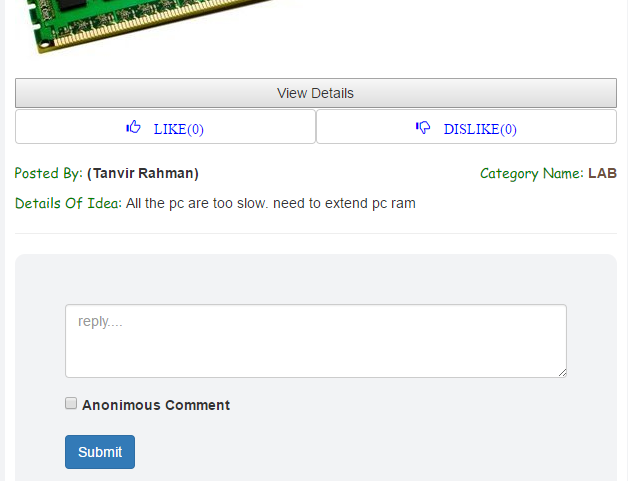 View Details
LIKE(0) DISLIKE(0)
Posted By: (Tanvir Rahman) Category Name: LAB
Details Of Idea: All the pc are too slow. need to extend pc ram
reply....
Anonimous Comment
Submit